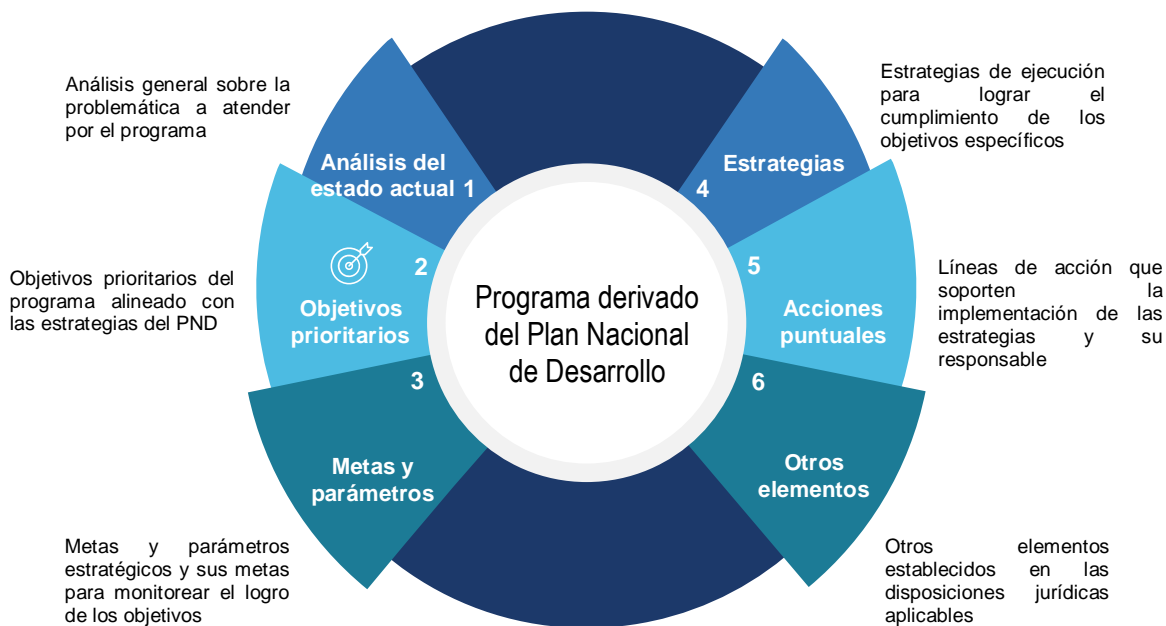 Análisis general sobre la
problemática a atender
por el programa
Análisis del
estado actual 1
2
Objetivos
prioritarios
Objetivos prioritarios del
programa alineado con
las estrategias del PND
3
Metas y
parámetros
Metas y parámetros
estratégicos y sus metas
para monitorear el logro
de los objetivos
Programa derivado
del Plan Nacional
de Desarrollo
Estrategias
4
Estrategias de ejecución
para lograr el
cumplimiento de los
objetivos específicos
5
Acciones
puntuales
Líneas de acción que
soporten la
implementación de las
estrategias y su
responsable
6
Otros
elementos
Otros elementos
establecidos en las
disposiciones jurídicas
aplicables